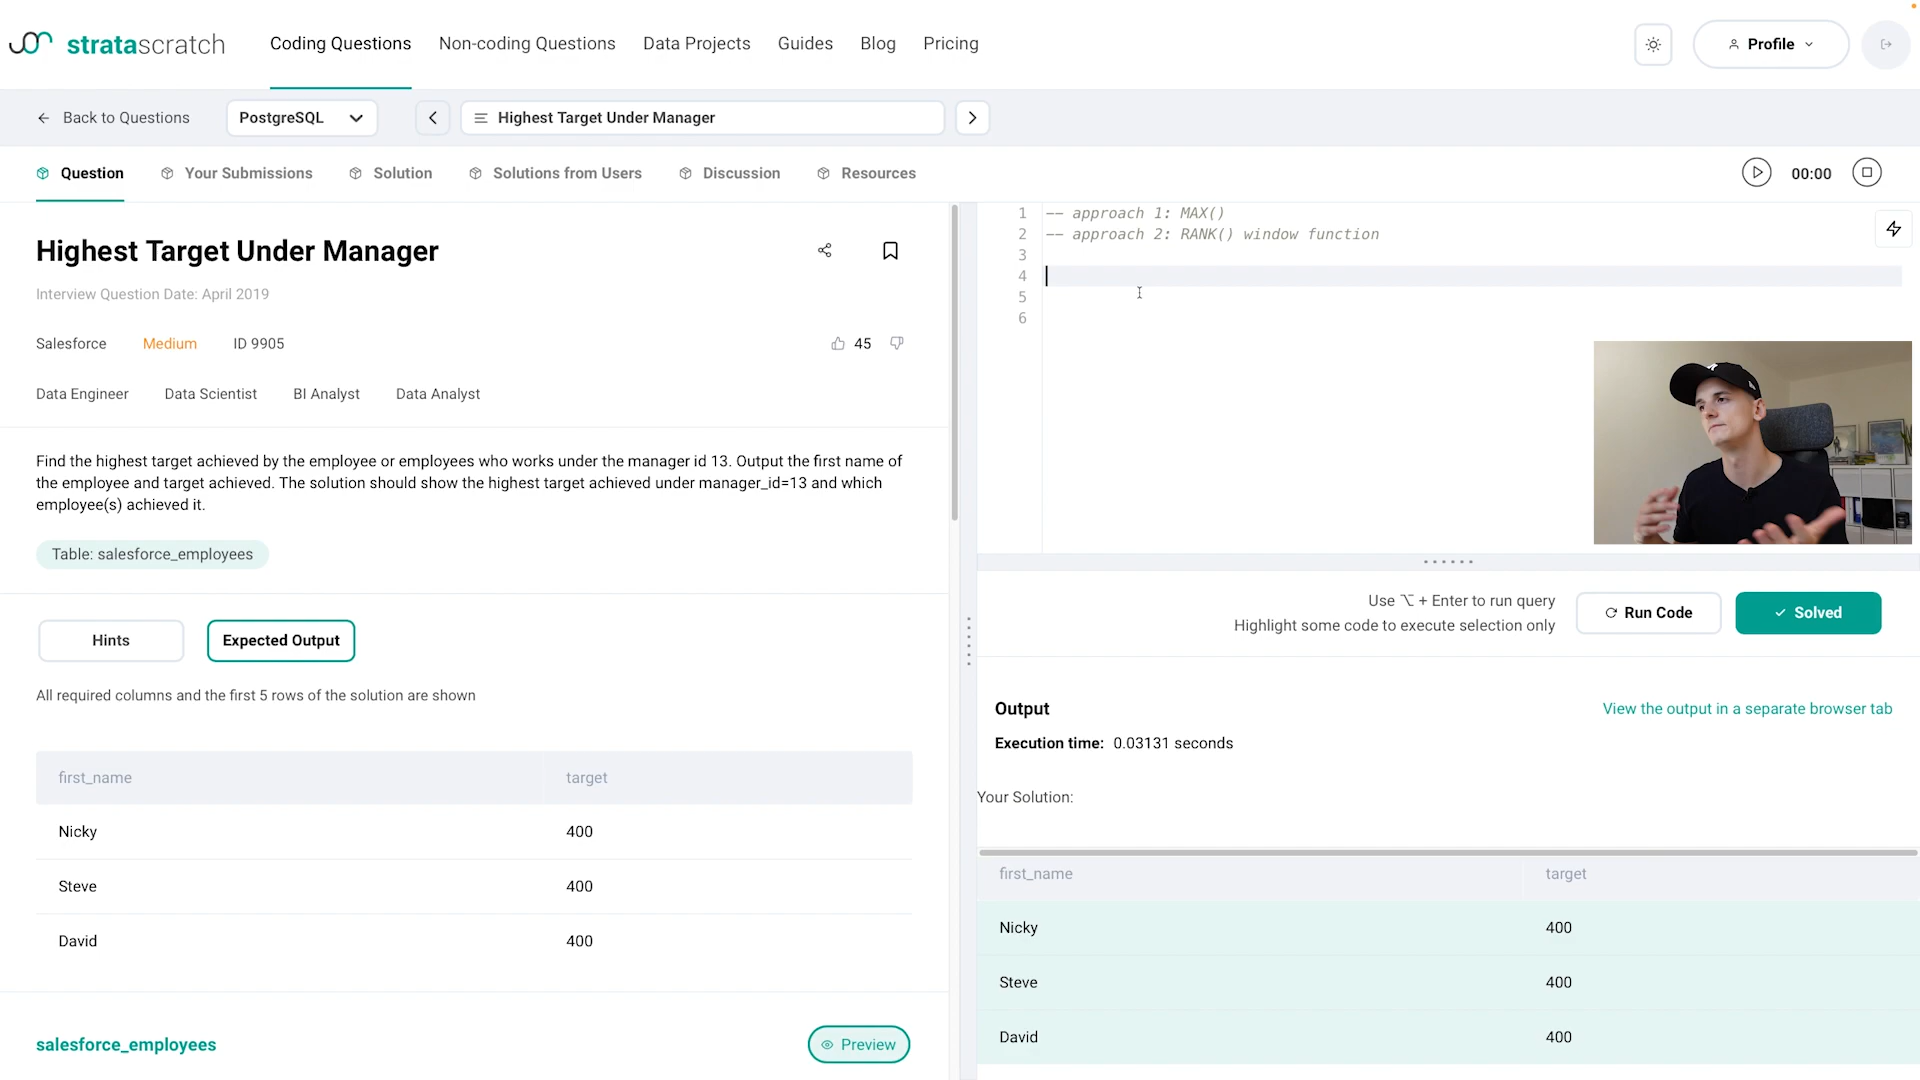 stratascratch
Coding Questions
Non-coding Questions
Data Projects
Guides
Blog
Pricing
Profile
Back to Questions
PostgreSQL
Highest Target Under Manager
Question
Your Submissions
Solution
Solutions from Users
Discussion
Resources
00:00
Highest Target Under Manager
Interview Question Date: April 2019
Salesforce
Medium
ID 9905
45
Data Engineer
Data Scientist
BI Analyst
Data Analyst
Find the highest target achieved by the employee or employees who works under the manager id 13. Output the first name of
the employee and target achieved. The solution should show the highest target achieved under manager_id=13 and which
employee(s) achieved it.
Table: salesforce_employees
Hints
Expected Output
All required columns and the first 5 rows of the solution are shown
first_name target
Nicky 400
Steve 400
David 400
salesforce_employees
Preview
1 -- approach 1: MAX()
2 -- approach 2: RANK() window function
3
4
5
6
Use ⌥ + Enter to run query
Highlight some code to execute selection only
Run Code
Solved
Output
View the output in a separate browser tab
Execution time: 0.03131 seconds
Your Solution:
first_name target
Nicky 400
Steve 400
David 400